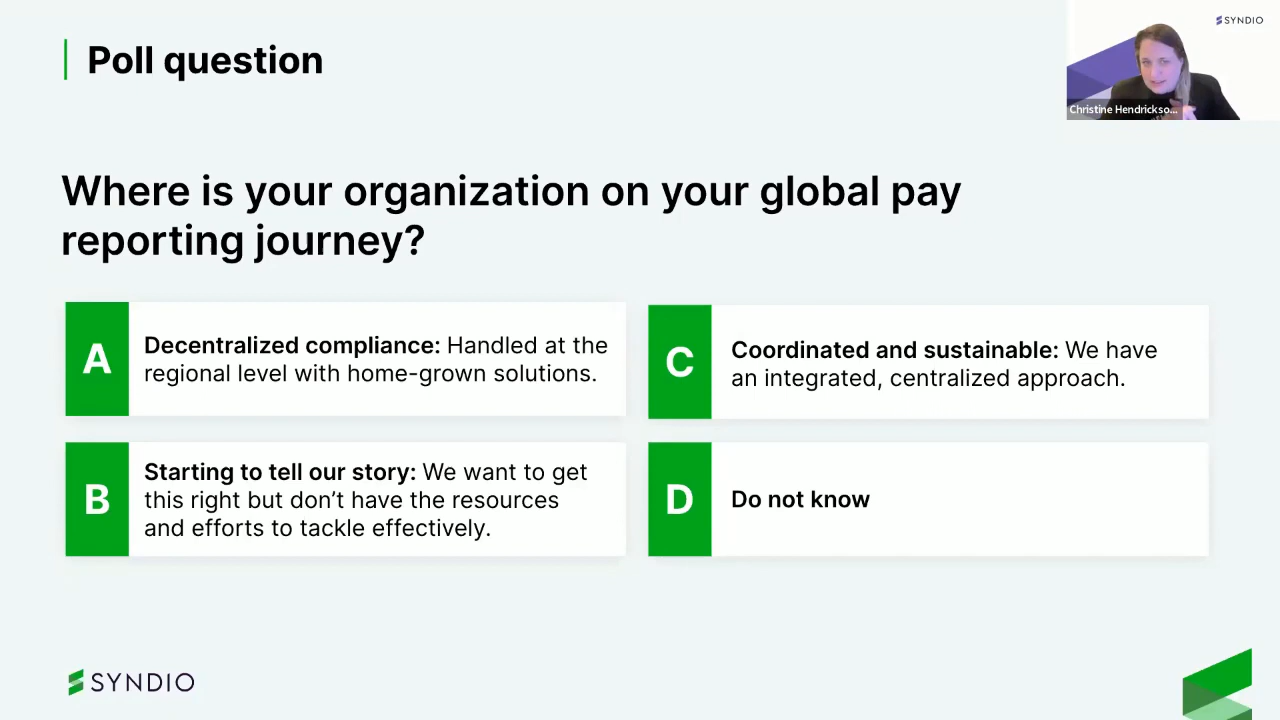 Poll question
SYNDIO
Christine Hendrickso...
Where is your organization on your global pay
reporting journey?
A
Decentralized compliance: Handled at the
regional level with home-grown solutions.
B
Starting to tell our story: We want to get
this right but don’t have the resources
and efforts to tackle effectively.
C
Coordinated and sustainable: We have
an integrated, centralized approach.
D
Do not know
SYNDIO